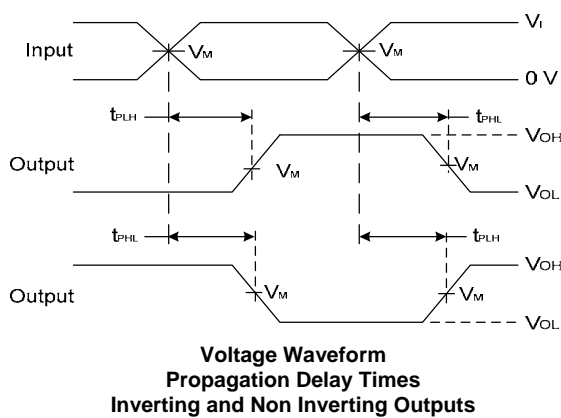 Input VM VM VI
0 V
tPLH tPHL
Output VM VM VOH
VOL
tPHL tPLH
Output VM VM VOH
VOL
Voltage Waveform
Propagation Delay Times
Inverting and Non Inverting Outputs